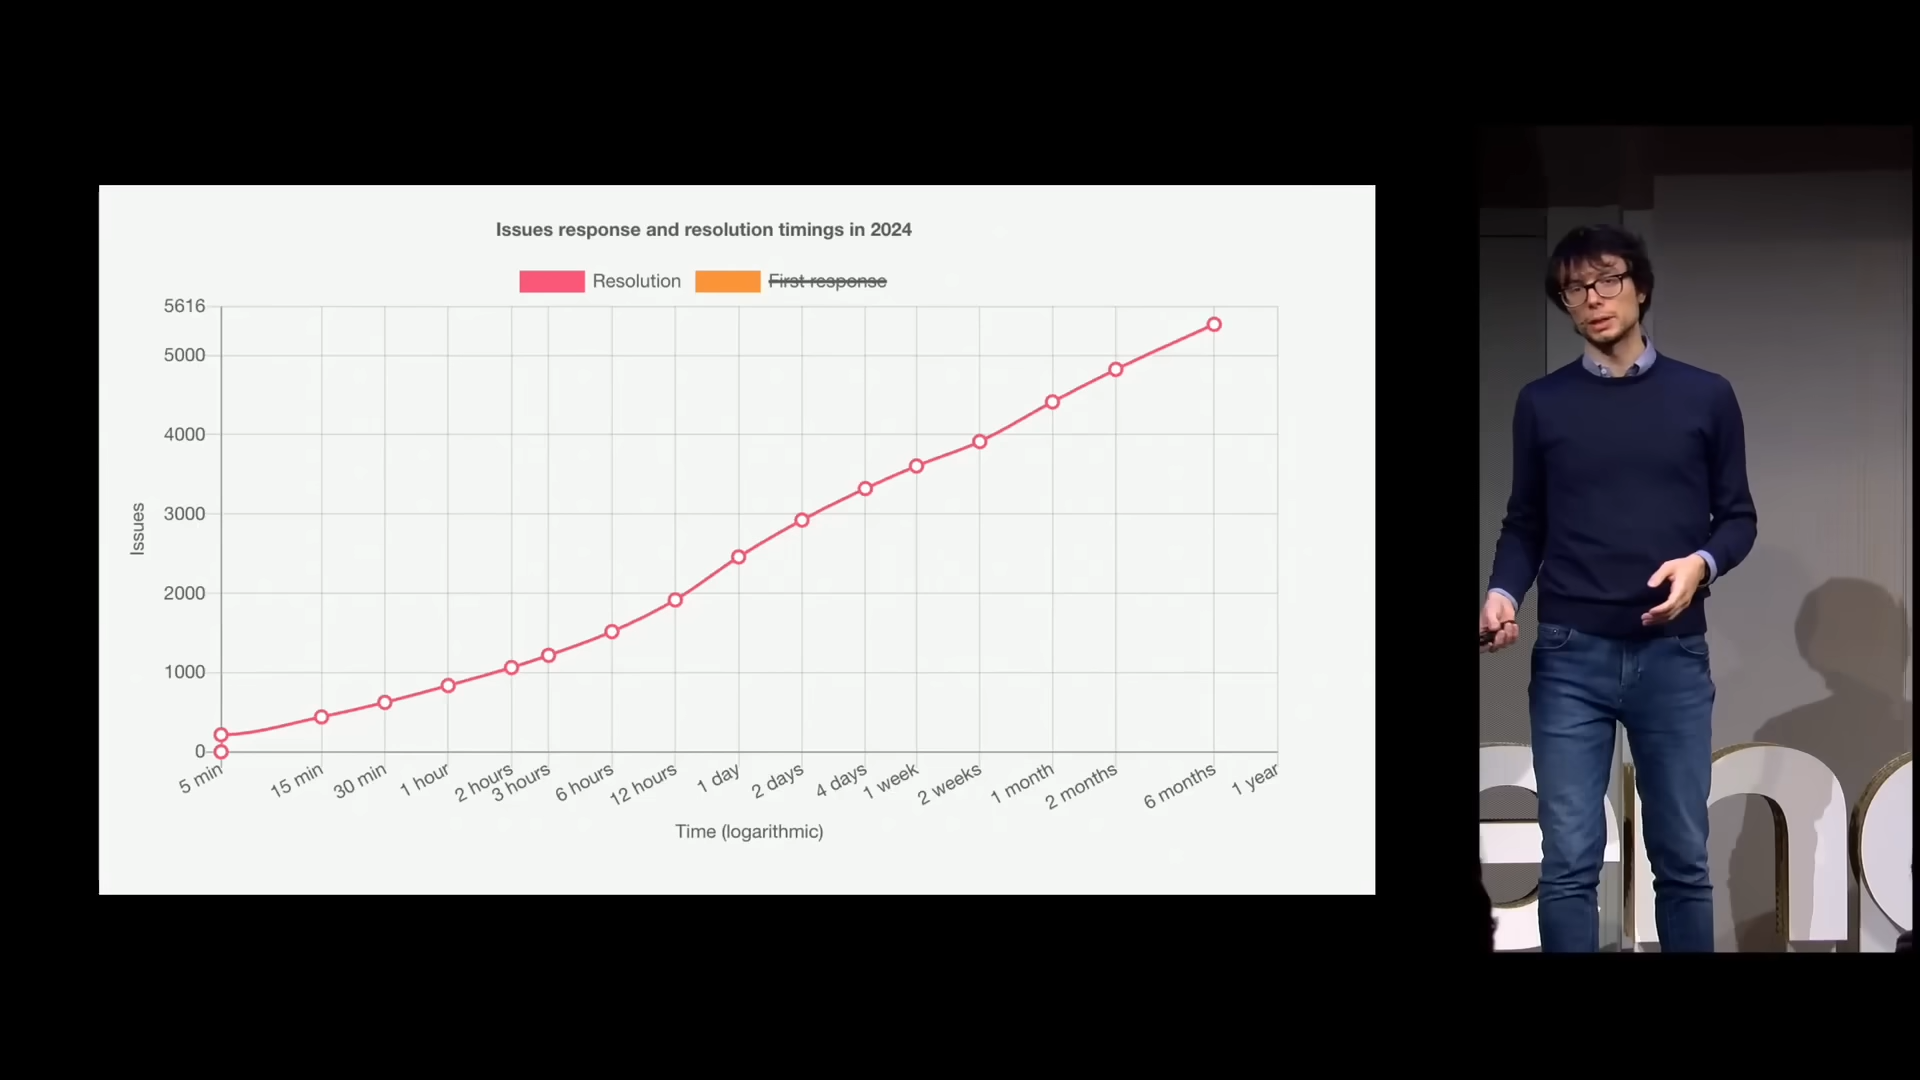 Issues response and resolution timings in 2024
Resolution
First response
5616
5000
4000
3000
2000
1000
0
Issues
5 min
15 min
30 min
1 hour
2 hours
3 hours
6 hours
12 hours
1 day
2 days
4 days
1 week
2 weeks
1 month
2 months
6 months
1 year
Time (logarithmic)